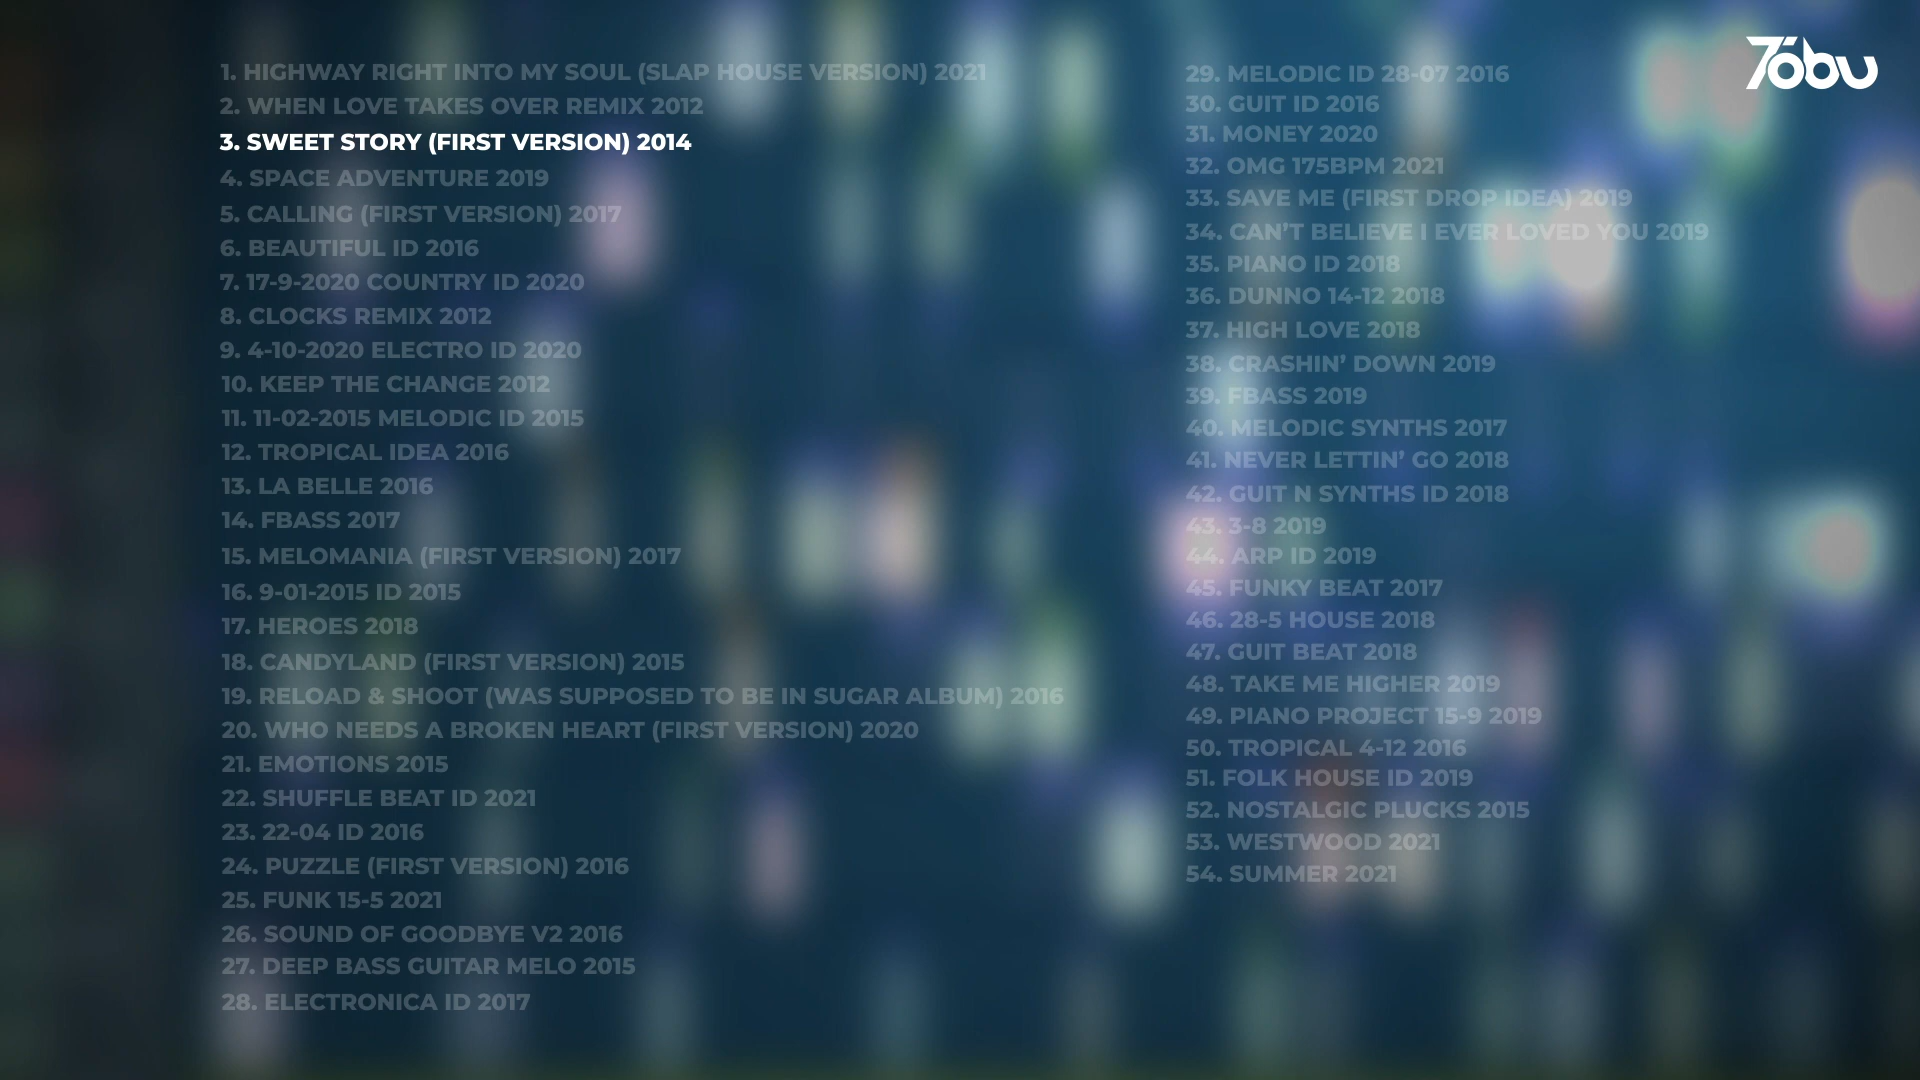 1. HIGHWAY RIGHT INTO MY SOUL (SLAP HOUSE VERSION) 2021
2. WHEN LOVE TAKES OVER REMIX 2012
3. SWEET STORY (FIRST VERSION) 2014
4. SPACE ADVENTURE 2019
5. CALLING (FIRST VERSION) 2017
6. BEAUTIFUL ID 2016
7. 17-9-2020 COUNTRY ID 2020
8. CLOCKS REMIX 2012
9. 4-10-2020 ELECTRO ID 2020
10. KEEP THE CHANGE 2012
11. 11-02-2015 MELODIC ID 2015
12. TROPICAL IDEA 2016
13. LA BELLE 2016
14. FBASS 2017
15. MELOMANIA (FIRST VERSION) 2017
16. 9-01-2015 ID 2015
17. HEROES 2018
18. CANDYLAND (FIRST VERSION) 2015
19. RELOAD & SHOOT (WAS SUPPOSED TO BE IN SUGAR ALBUM) 2016
20. WHO NEEDS A BROKEN HEART (FIRST VERSION) 2020
21. EMOTIONS 2015
22. SHUFFLE BEAT ID 2021
23. 22-04 ID 2016
24. PUZZLE (FIRST VERSION) 2016
25. FUNK 15-5 2021
26. SOUND OF GOODBYE V2 2016
27. DEEP BASS GUITAR MELO 2015
28. ELECTRONICA ID 2017
29. MELODIC ID 28-07 2016
30. GUIT ID 2016
31. MONEY 2020
32. OMG 175BPM 2021
33. SAVE ME (FIRST DROP IDEA) 2019
34. CAN'T BELIEVE I EVER LOVED YOU 2019
35. PIANO ID 2018
36. DUNNO 14-12 2018
37. HIGH LOVE 2018
38. CRASHIN' DOWN 2019
39. FBASS 2019
40. MELODIC SYNTHS 2017
41. NEVER LETTIN' GO 2018
42. GUIT N SYNTHS ID 2018
43. 3-8 2019
44. ARP ID 2019
45. FUNKY BEAT 2017
46. 28-5 HOUSE 2018
47. GUIT BEAT 2018
48. TAKE ME HIGHER 2019
49. PIANO PROJECT 15-9 2019
50. TROPICAL 4-12 2016
51. FOLK HOUSE ID 2019
52. NOSTALGIC PLUCKS 2015
53. WESTWOOD 2021
54. SUMMER 2021
Tobu